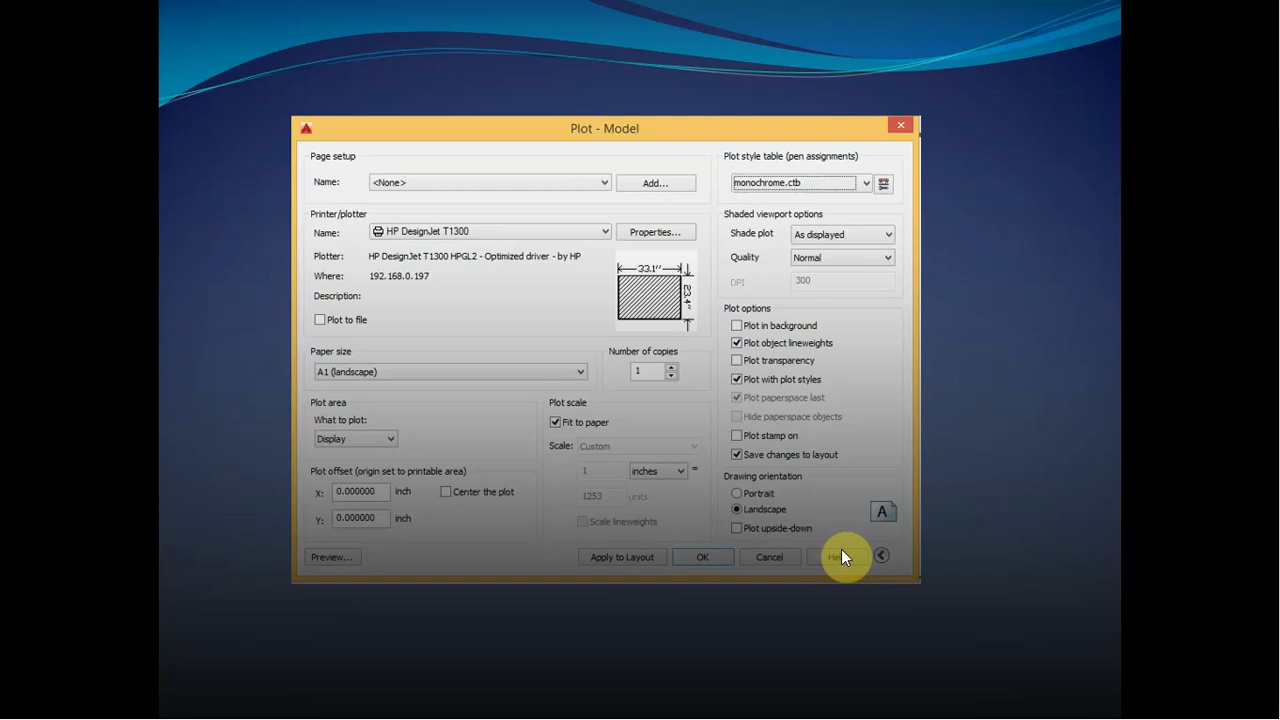 Plot - Model
Page setup
Name: <None> Add...
Printer/plotter
Name: HP DesignJet T1300 Properties...
Plotter: HP DesignJet T1300 HPGL2 - Optimized driver - by HP
Where: 192.168.0.197
Description:
Plot to file
33.1''
23.4''
Paper size
A1 (landscape)
Number of copies
1
Plot area
What to plot:
Display
Plot scale
Fit to paper
Scale: Custom
1 inches =
1253 units
Scale lineweights
Plot offset (origin set to printable area)
X: 0.000000 inch Center the plot
Y: 0.000000 inch
Plot style table (pen assignments)
monochrome.ctb
Shaded viewport options
Shade plot As displayed
Quality Normal
DPI 300
Plot options
Plot in background
Plot object lineweights
Plot transparency
Plot with plot styles
Plot paperspace last
Hide paperspace objects
Plot stamp on
Save changes to layout
Drawing orientation
Portrait
Landscape
Plot upside-down
A
Preview... Apply to Layout OK Cancel